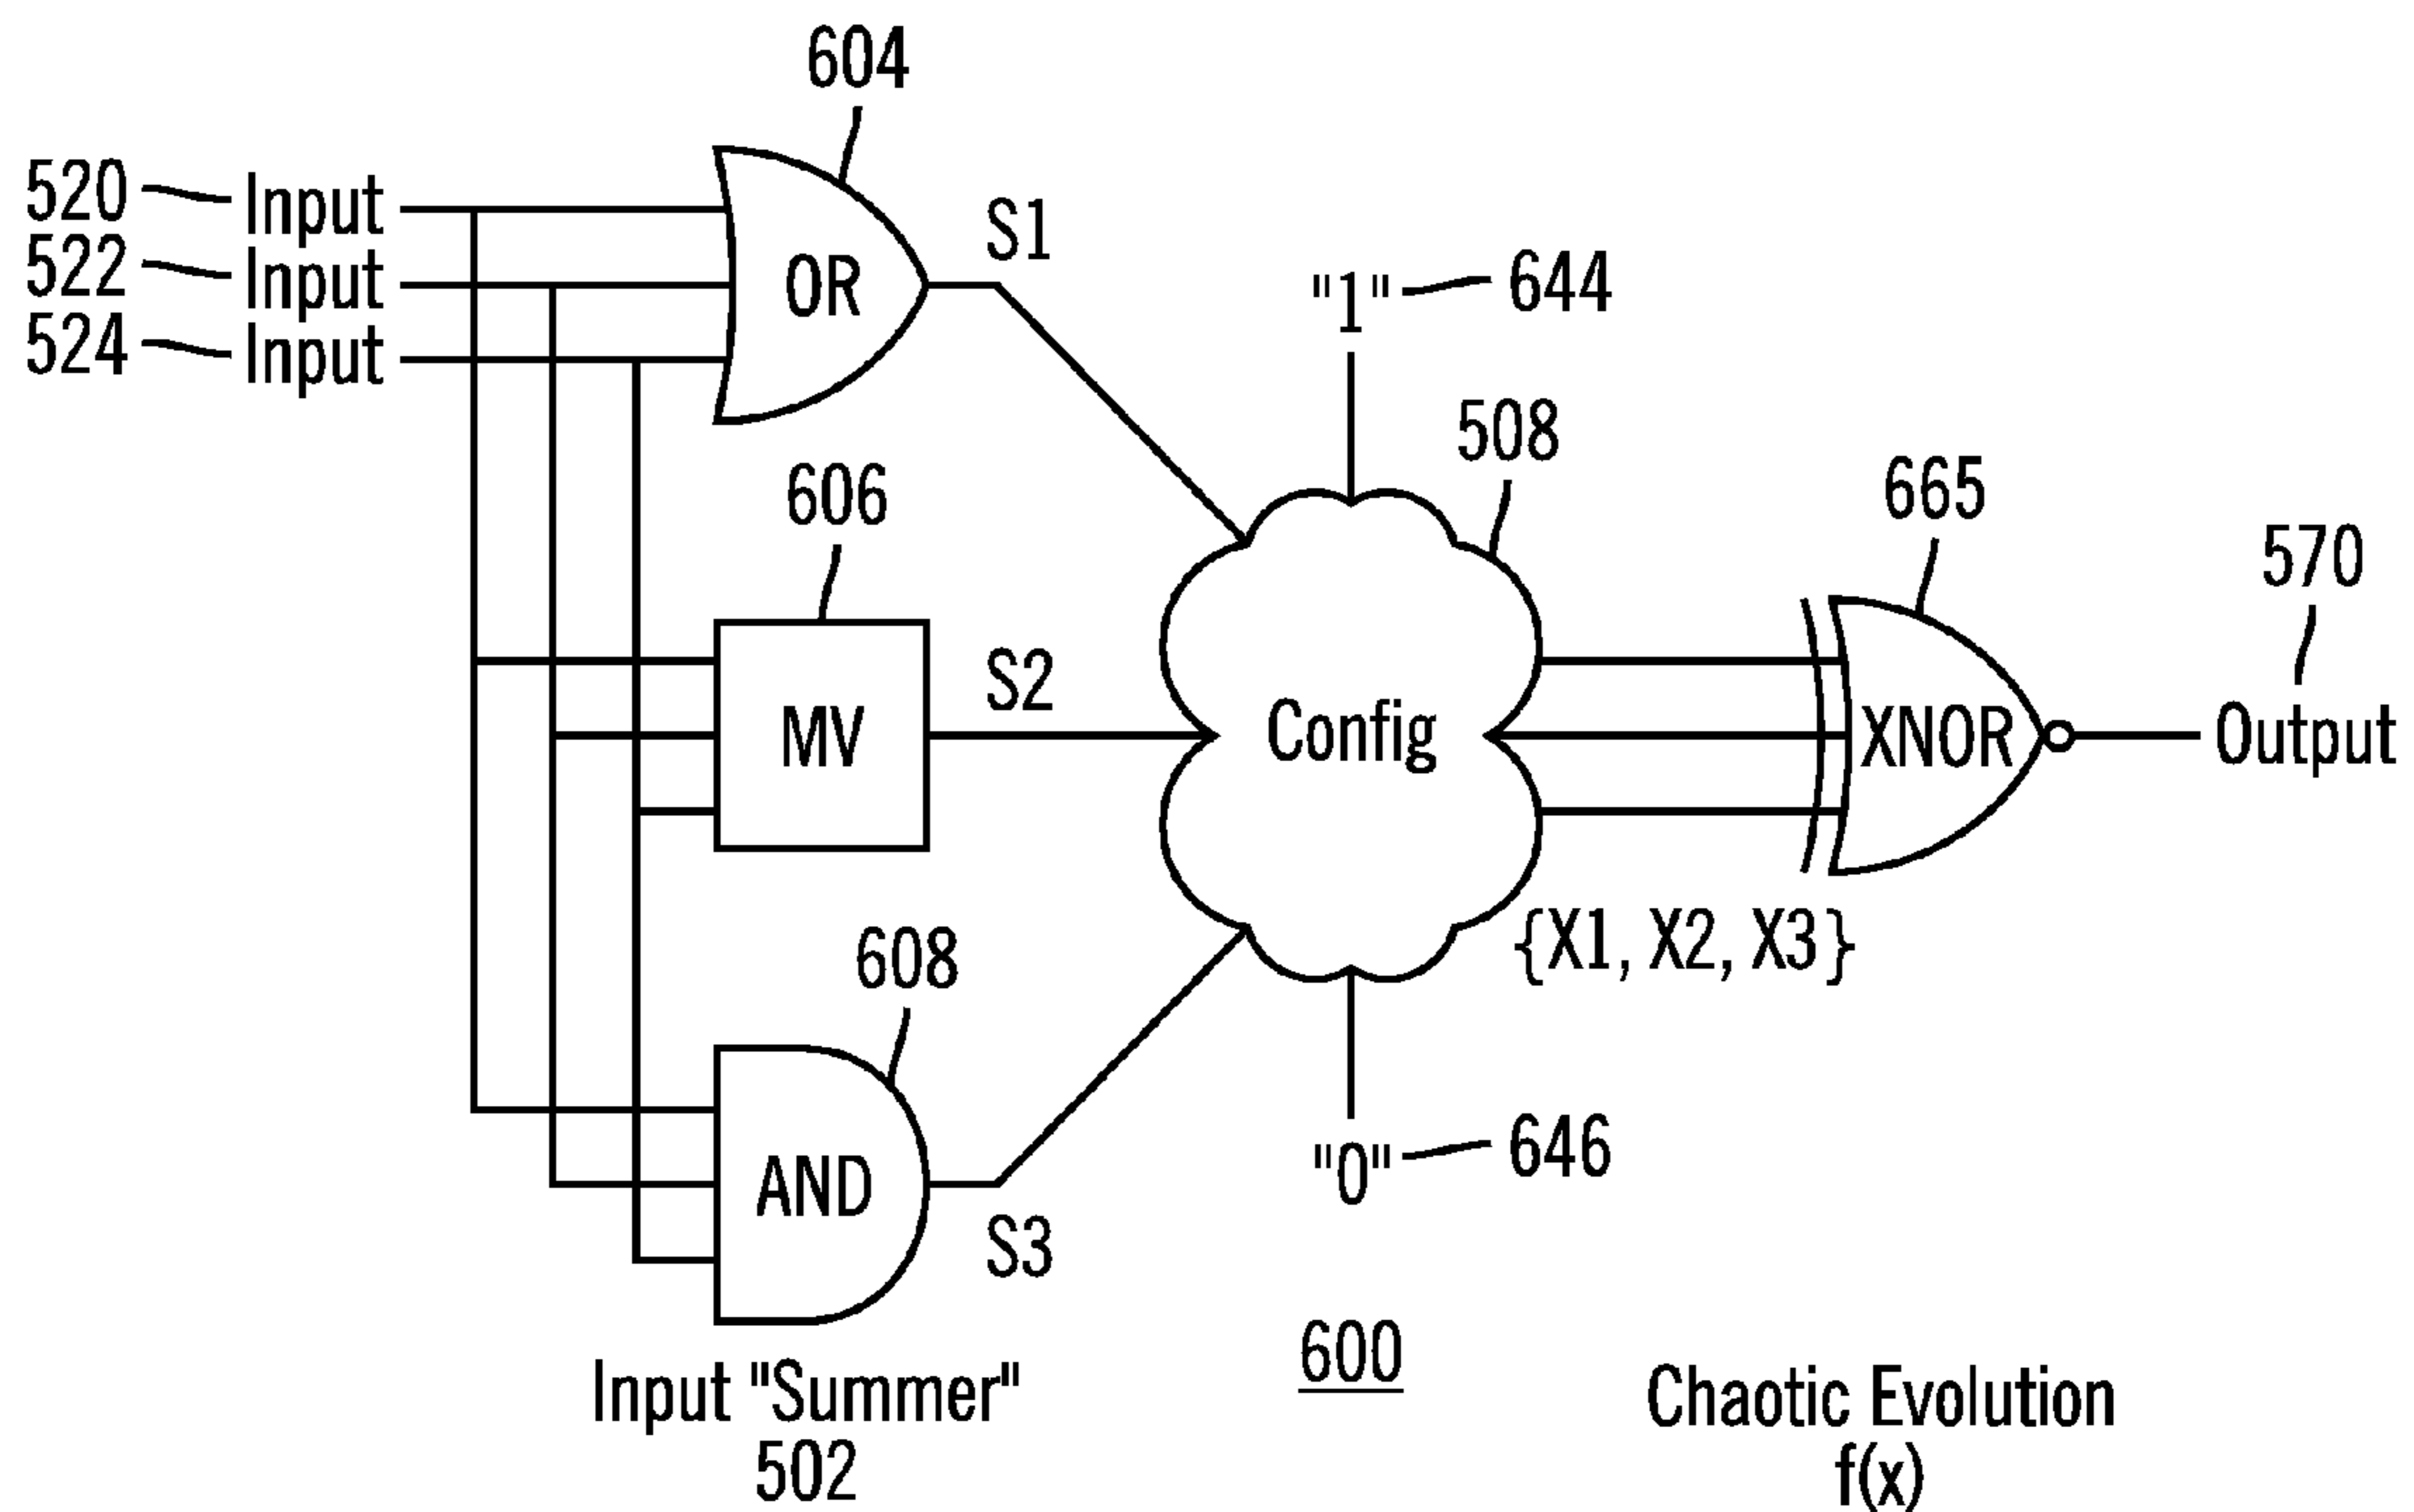 604
520 Input
522 Input
524 Input
OR
S1
"1" 644
508
606
665
570
MV
S2
Config
XNOR
Output
608
{X1, X2, X3}
AND
S3
"0" 646
600
Input "Summer"
502
Chaotic Evolution
f(x)